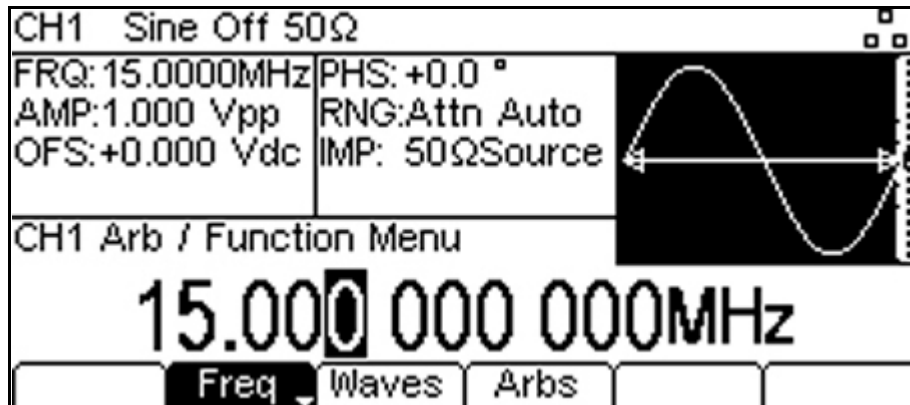 CH1 Sine Off 50Ω
FRQ:15.0000MHz PHS:+0.0 °
AMP:1.000 Vpp RNG:Attn Auto
OFS:+0.000 Vdc IMP: 50ΩSource
CH1 Arb / Function Menu
15.000 000 000MHz
Freq Waves Arbs